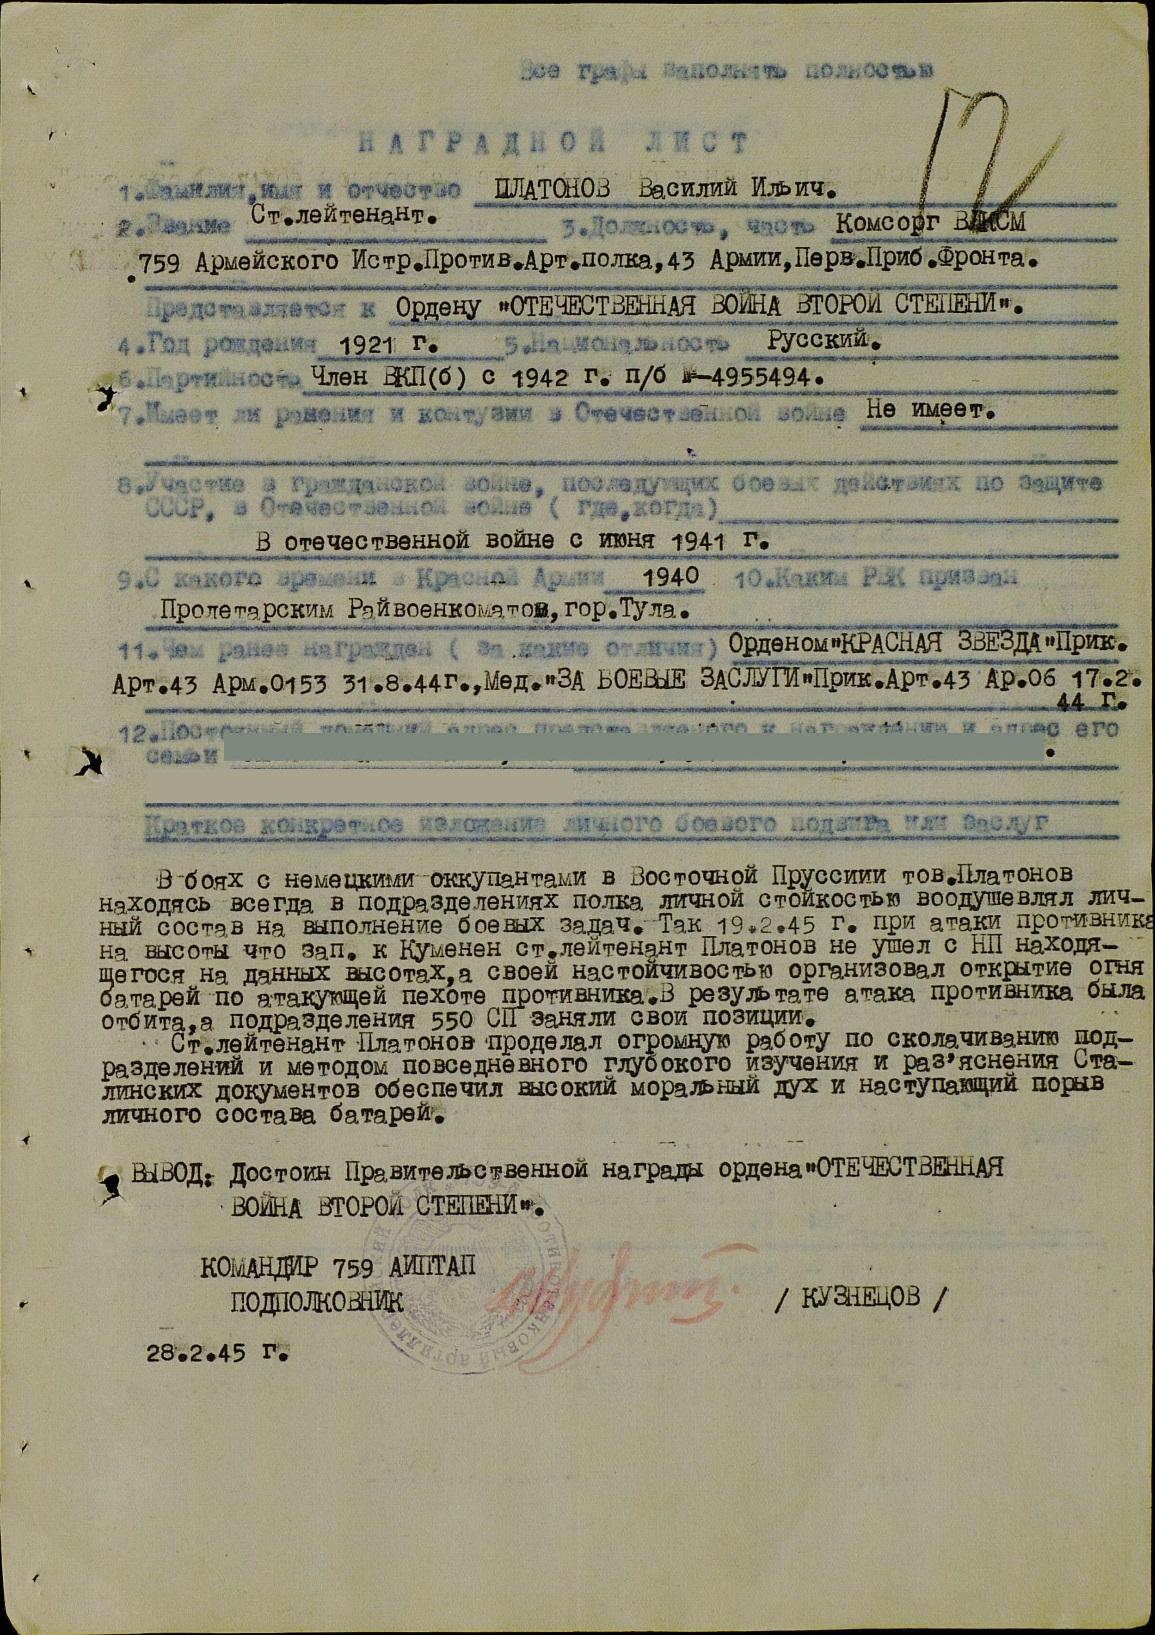 Все графы заполнять полностью
НАГРАДНОЙ ЛИСТ
1.Фамилия,имя и отчество ПЛАТОНОВ Василий Ильич.
2.Звание Ст.лейтенант. 3.Должность, часть Комсорг ВЛКСМ
759 Армейского Истр.Против.Арт.полка,43 Армии,Перв.Приб.Фронта.
Представляется к Ордену "ОТЕЧЕСТВЕННАЯ ВОЙНА ВТОРОЙ СТЕПЕНИ".
4.Год рождения 1921 г. 5.Национальность Русский.
6.Партийность Член ВКП(б) с 1942 г. п/б №-4955494.
7.Имеет ли ранения и контузии в Отечественной войне Не имеет.
8.Участие в гражданской войне, последующих боевых действиях по защите
СССР, в Отечественной войне ( где,когда)
В отечественной войне с июня 1941 г.
9.С какого времени в Красной Армии 1940 10.Каким РВК призван
Пролетарским Райвоенкоматом,гор.Тула.
11.Чем ранее награжден ( за какие отличия) Орденом"КРАСНАЯ ЗВЕЗДА"Прик.
Арт.43 Арм.0153 31.8.44г.,Мед."ЗА БОЕВЫЕ ЗАСЛУГИ"Прик.Арт.43 Ар.06 17.2.
44 г.
12.Постоянный домашний адрес представляемого к награждению и адрес его
семьи
Краткое конкретное изложение личного боевого подвига или заслуг
В боях с немецкими оккупантами в Восточной Пруссиии тов.Платонов
находясь всегда в подразделениях полка личной стойкостью воодушевлял лич-
ный состав на выполнение боевых задач. Так 19.2.45 г. при атаки противника
на высоты что зап. к Куменен ст.лейтенант Платонов не ушел с НП находя-
щегося на данных высотах,а своей настойчивостью организовал открытие огня
батарей по атакующей пехоте противника.В результате атака противника была
отбита,а подразделения 550 СП заняли свои позиции.
Ст.лейтенант Платонов проделал огромную работу по сколачиванию под-
разделений и методом повседневного глубокого изучения и раз'яснения Ста-
линских документов обеспечил высокий моральный дух и наступающий порыв
личного состава батарей.
ВЫВОД: Достоин Правительственной награды ордена"ОТЕЧЕСТВЕННАЯ
ВОЙНА ВТОРОЙ СТЕПЕНИ".
КОМАНДИР 759 АИПТАП
ПОДПОЛКОВНИК / КУЗНЕЦОВ /
28.2.45 г.